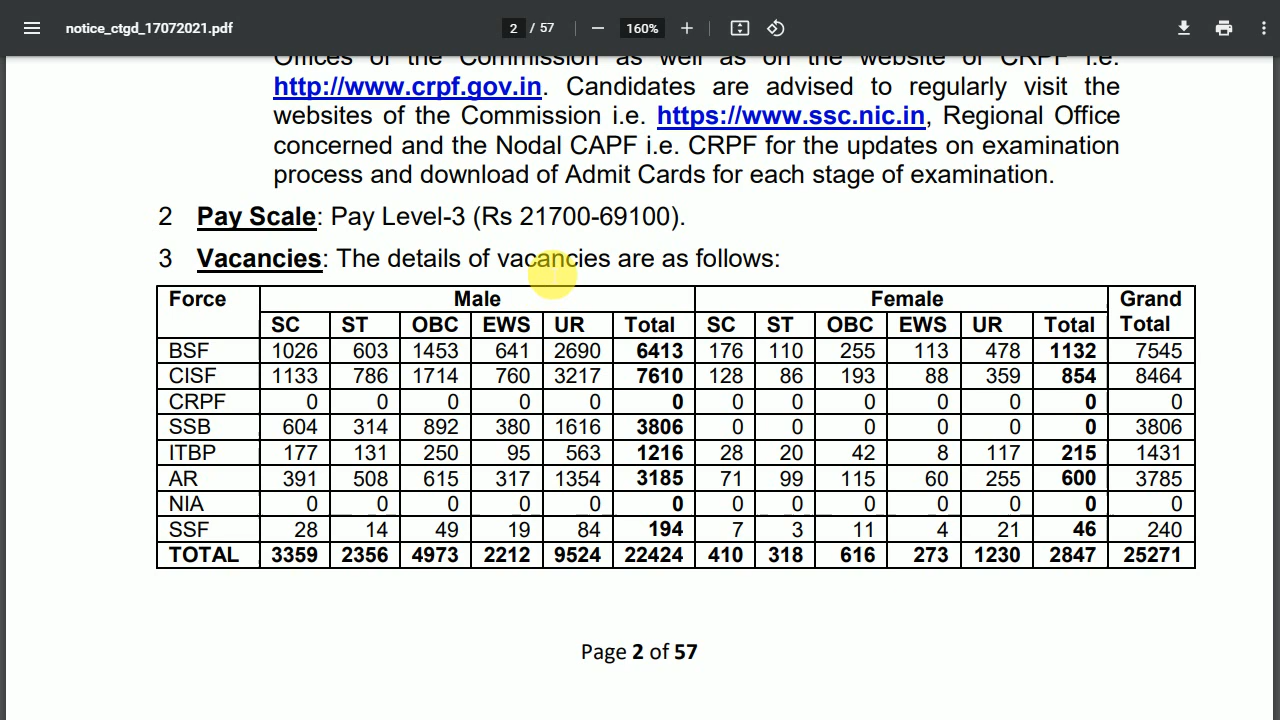 notice_ctgd_17072021.pdf
2 / 57
160%
Offices of the Commission as well as on the website of CRPF i.e.
http://www.crpf.gov.in. Candidates are advised to regularly visit the
websites of the Commission i.e. https://www.ssc.nic.in, Regional Office
concerned and the Nodal CAPF i.e. CRPF for the updates on examination
process and download of Admit Cards for each stage of examination.
2 Pay Scale: Pay Level-3 (Rs 21700-69100).
3 Vacancies: The details of vacancies are as follows:
Force Male Female Grand Total
SC ST OBC EWS UR Total SC ST OBC EWS UR Total
BSF 1026 603 1453 641 2690 6413 176 110 255 113 478 1132 7545
CISF 1133 786 1714 760 3217 7610 128 86 193 88 359 854 8464
CRPF 0 0 0 0 0 0 0 0 0 0 0 0 0
SSB 604 314 892 380 1616 3806 0 0 0 0 0 0 3806
ITBP 177 131 250 95 563 1216 28 20 42 8 117 215 1431
AR 391 508 615 317 1354 3185 71 99 115 60 255 600 3785
NIA 0 0 0 0 0 0 0 0 0 0 0 0 0
SSF 28 14 49 19 84 194 7 3 11 4 21 46 240
TOTAL 3359 2356 4973 2212 9524 22424 410 318 616 273 1230 2847 25271
Page 2 of 57